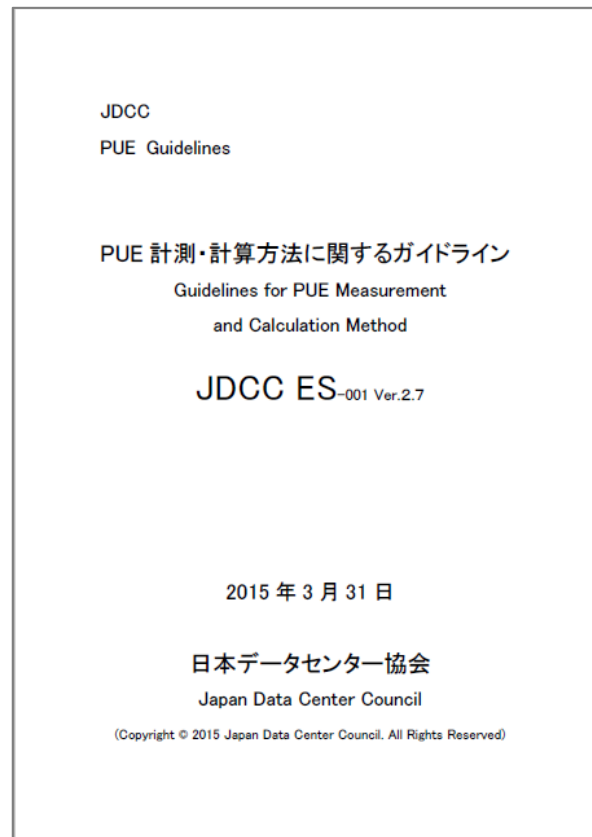 JDCC
PUE Guidelines
PUE 計測・計算方法に関するガイドライン
Guidelines for PUE Measurement
and Calculation Method
JDCC ES-001 Ver.2.7
2015 年 3 月 31 日
日本データセンター協会
Japan Data Center Council
(Copyright © 2015 Japan Data Center Council. All Rights Reserved)